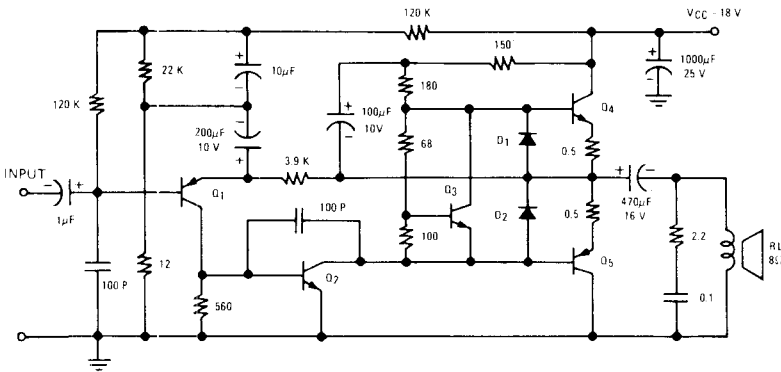 120 K
VCC - 18 V
150
22 K
+
10µF
-
+
1000µF
25 V
-
180
120 K
+
100µF
10V
-
Q4
-
200µF
10 V
+
68
D1
0.5
INPUT
3.9 K
Q3
+ -
- +
1µF
Q1
D2
470µF
16 V
0.5
100 P
2.2
100
Q5
RL
100 P
12
Q2
560
0.1